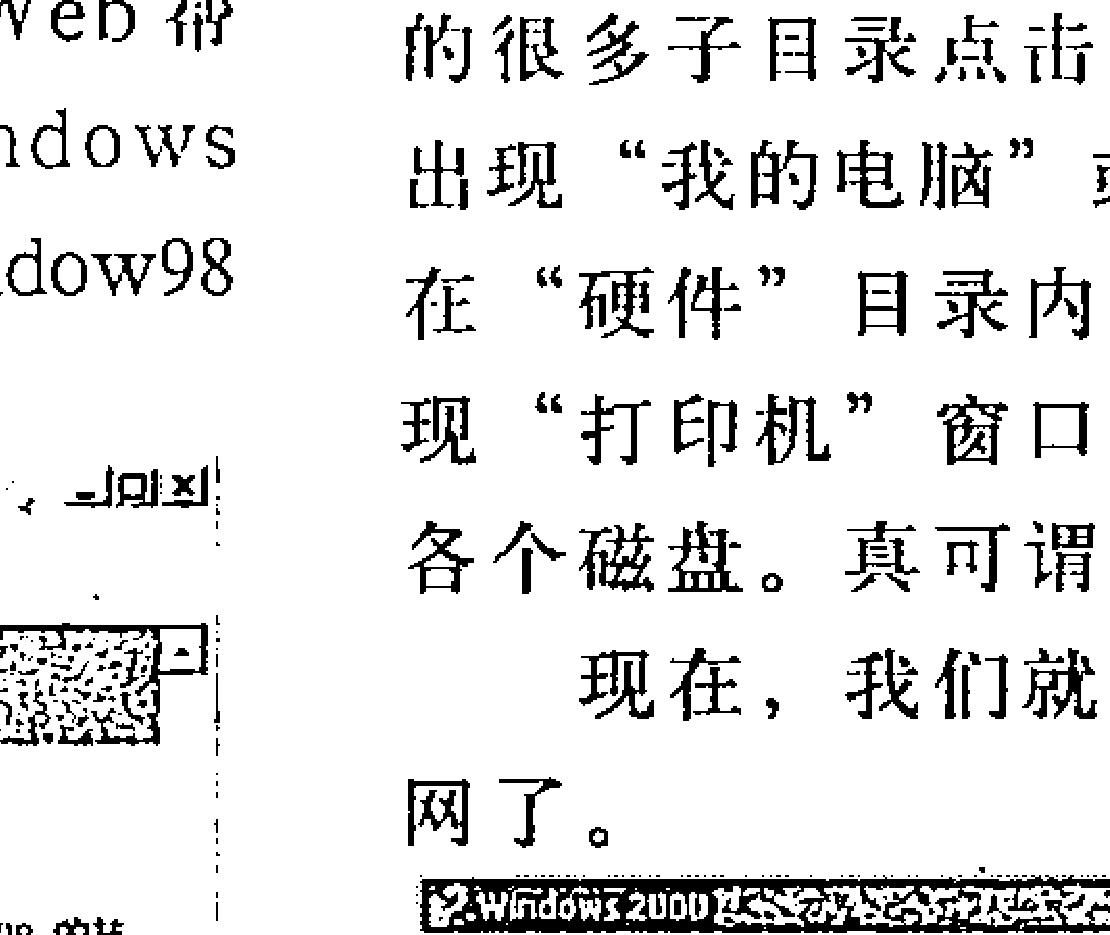 Web
ndows
dow98
的很多子目录点击
出现“我的电脑”
在“硬件”目录内
现“打印机”窗口
各个磁盘。真可谓
现在，我们就
网了。
Windows 2000